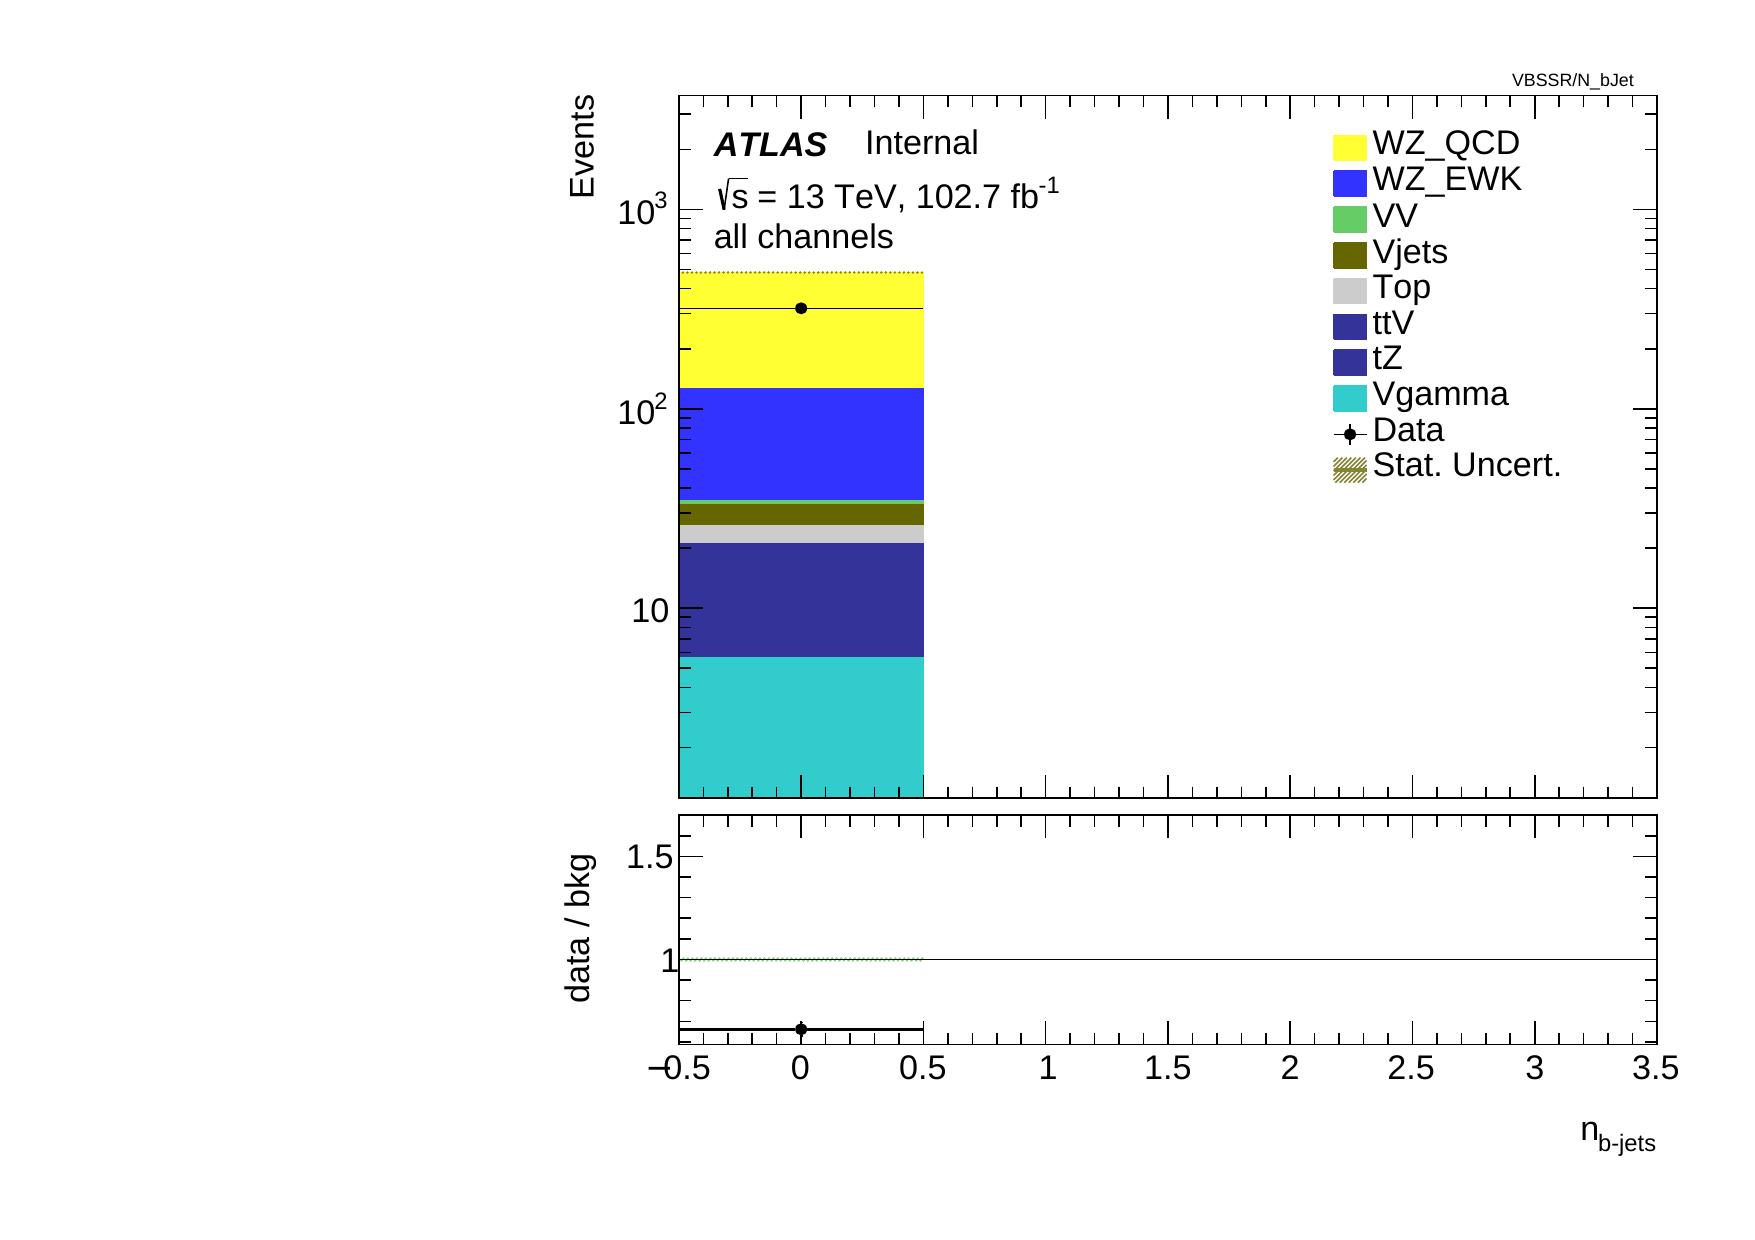 VBSSR/N_bJet
Events
ATLAS Internal
√s = 13 TeV, 102.7 fb-1
all channels
WZ_QCD
WZ_EWK
VV
Vjets
Top
ttV
tZ
Vgamma
Data
Stat. Uncert.
10³
10²
10
data / bkg
1.5
1
−0.5 0 0.5 1 1.5 2 2.5 3 3.5
n b-jets